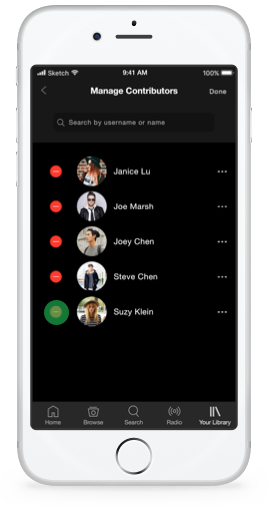 Sketch 9:41 AM 100%
Manage Contributors Done
Search by username or name
Janice Lu
Joe Marsh
Joey Chen
Steve Chen
Suzy Klein
Home Browse Search Radio Your Library